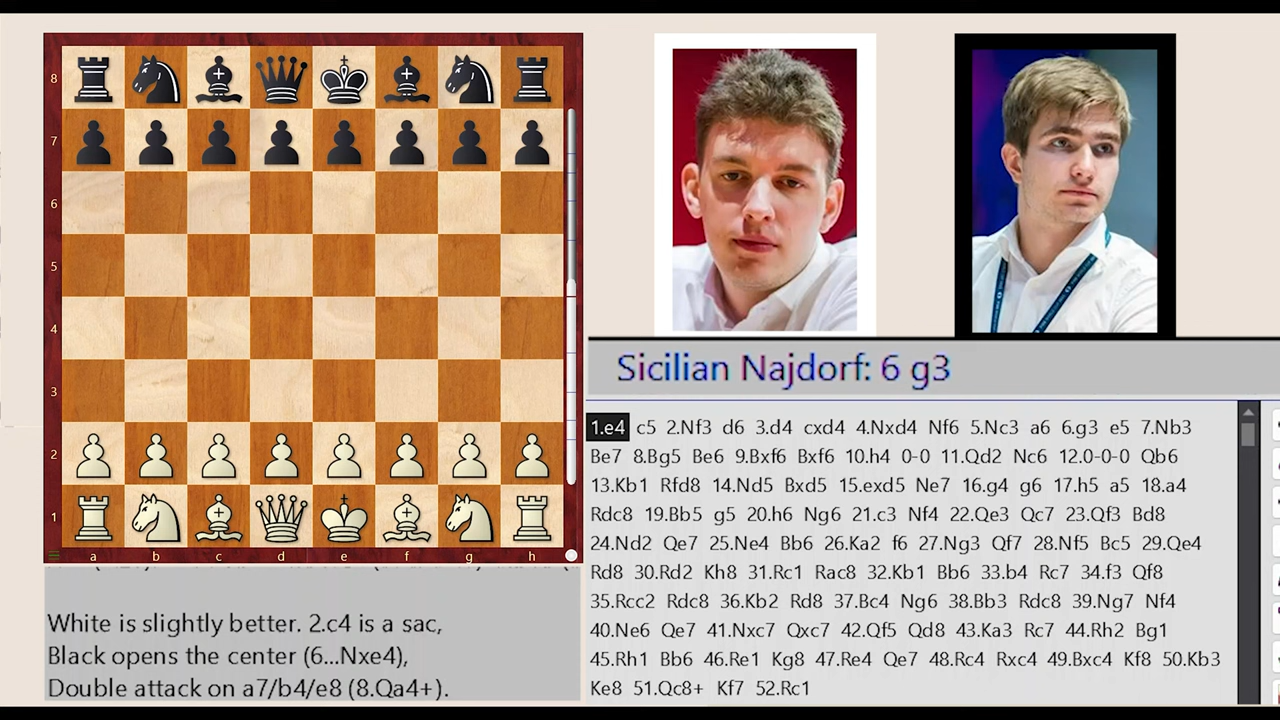 8
7
6
5
4
3
2
1
a b c d e f g h
Sicilian Najdorf: 6 g3
1.e4 c5 2.Nf3 d6 3.d4 cxd4 4.Nxd4 Nf6 5.Nc3 a6 6.g3 e5 7.Nb3
Be7 8.Bg5 Be6 9.Bxf6 Bxf6 10.h4 0-0 11.Qd2 Nc6 12.0-0-0 Qb6
13.Kb1 Rfd8 14.Nd5 Bxd5 15.exd5 Ne7 16.g4 g6 17.h5 a5 18.a4
Rdc8 19.Bb5 g5 20.h6 Ng6 21.c3 Nf4 22.Qe3 Qc7 23.Qf3 Bd8
24.Nd2 Qe7 25.Ne4 Bb6 26.Ka2 f6 27.Ng3 Qf7 28.Nf5 Bc5 29.Qe4
Rd8 30.Rd2 Kh8 31.Rc1 Rac8 32.Kb1 Bb6 33.b4 Rc7 34.f3 Qf8
35.Rcc2 Rdc8 36.Kb2 Rd8 37.Bc4 Ng6 38.Bb3 Rdc8 39.Ng7 Nf4
40.Ne6 Qe7 41.Nxc7 Qxc7 42.Qf5 Qd8 43.Ka3 Rc7 44.Rh2 Bg1
45.Rh1 Bb6 46.Re1 Kg8 47.Re4 Qe7 48.Rc4 Rxc4 49.Bxc4 Kf8 50.Kb3
Ke8 51.Qc8+ Kf7 52.Rc1
White is slightly better. 2.c4 is a sac,
Black opens the center (6...Nxe4),
Double attack on a7/b4/e8 (8.Qa4+).